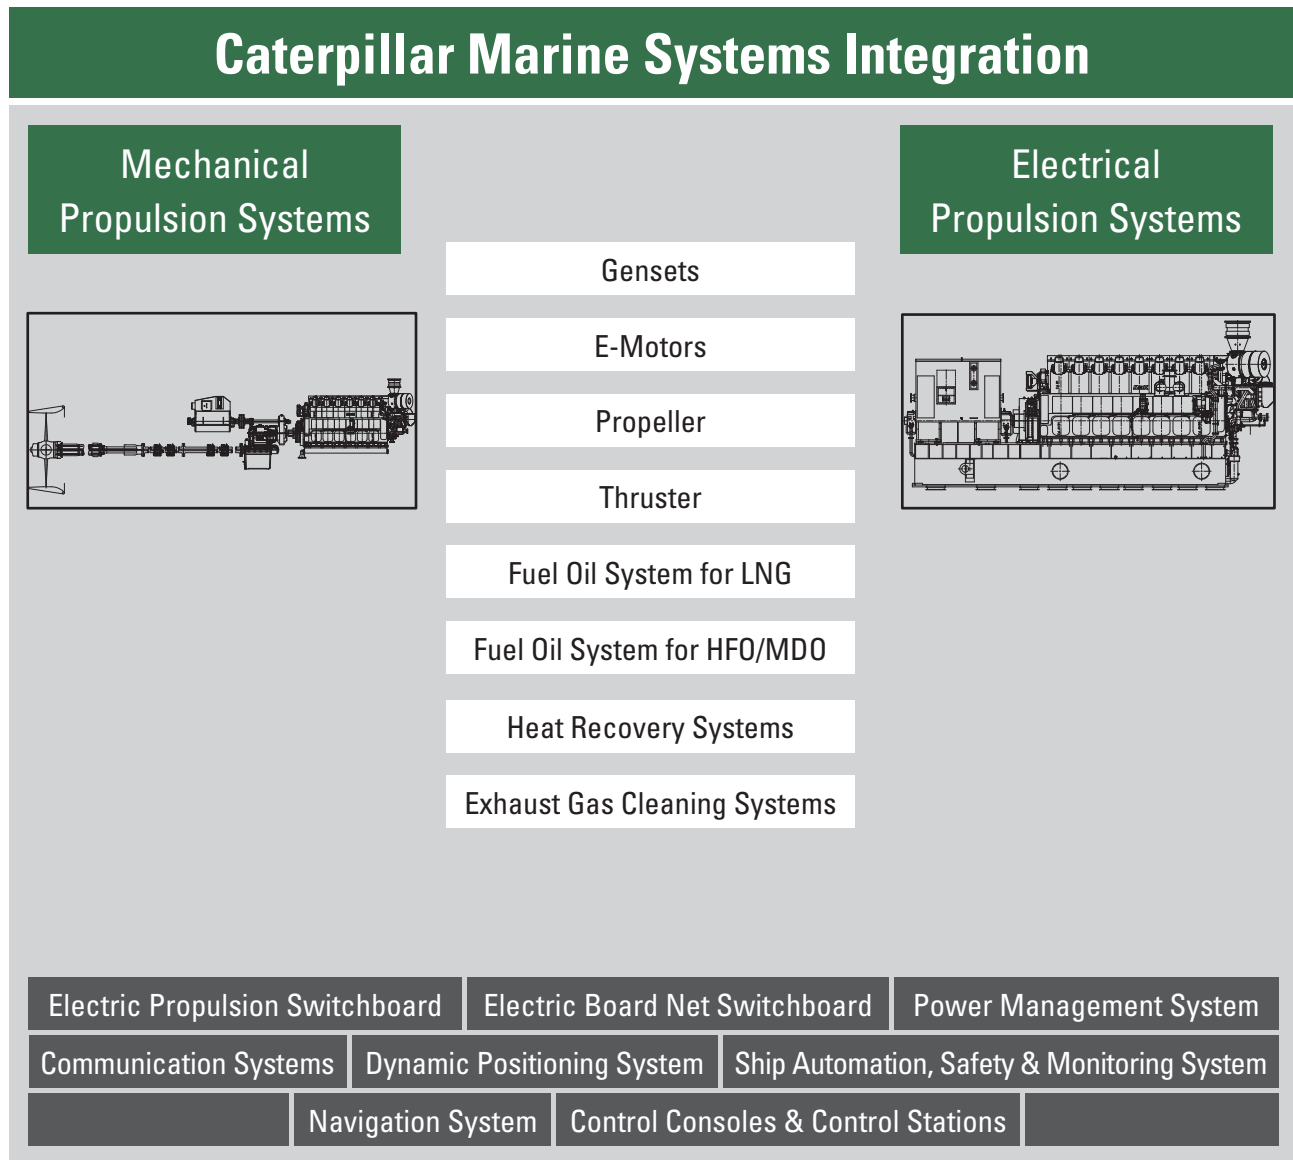 Caterpillar Marine Systems Integration
Mechanical
Propulsion Systems
Electrical
Propulsion Systems
Gensets
E-Motors
Propeller
Thruster
Fuel Oil System for LNG
Fuel Oil System for HFO/MDO
Heat Recovery Systems
Exhaust Gas Cleaning Systems
Electric Propulsion Switchboard
Electric Board Net Switchboard
Power Management System
Communication Systems
Dynamic Positioning System
Ship Automation, Safety & Monitoring System
Navigation System
Control Consoles & Control Stations